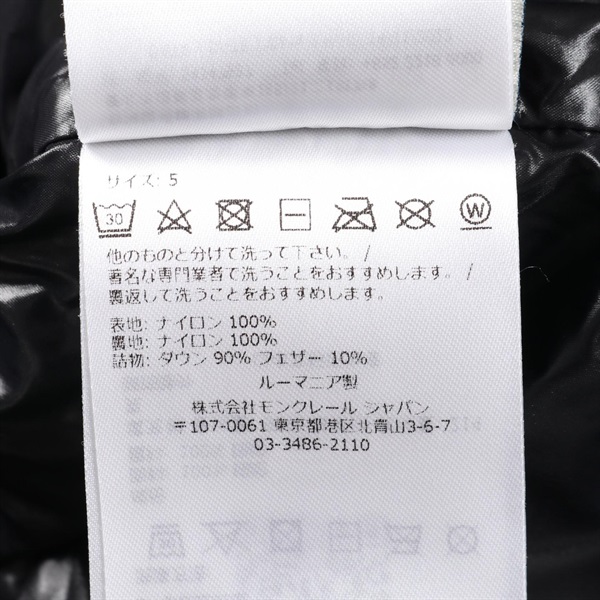 サイズ: 5
30 W
他のものと分けて洗って下さい。 /
著名な専門業者で洗うことをおすすめします。 /
裏返して洗うことをおすすめします。
表地: ナイロン 100%
裏地: ナイロン 100%
詰物: ダウン 90% フェザー 10%
ルーマニア製
株式会社モンクレール ジャパン
〒107-0061 東京都港区北青山3-6-7
03-3486-2110